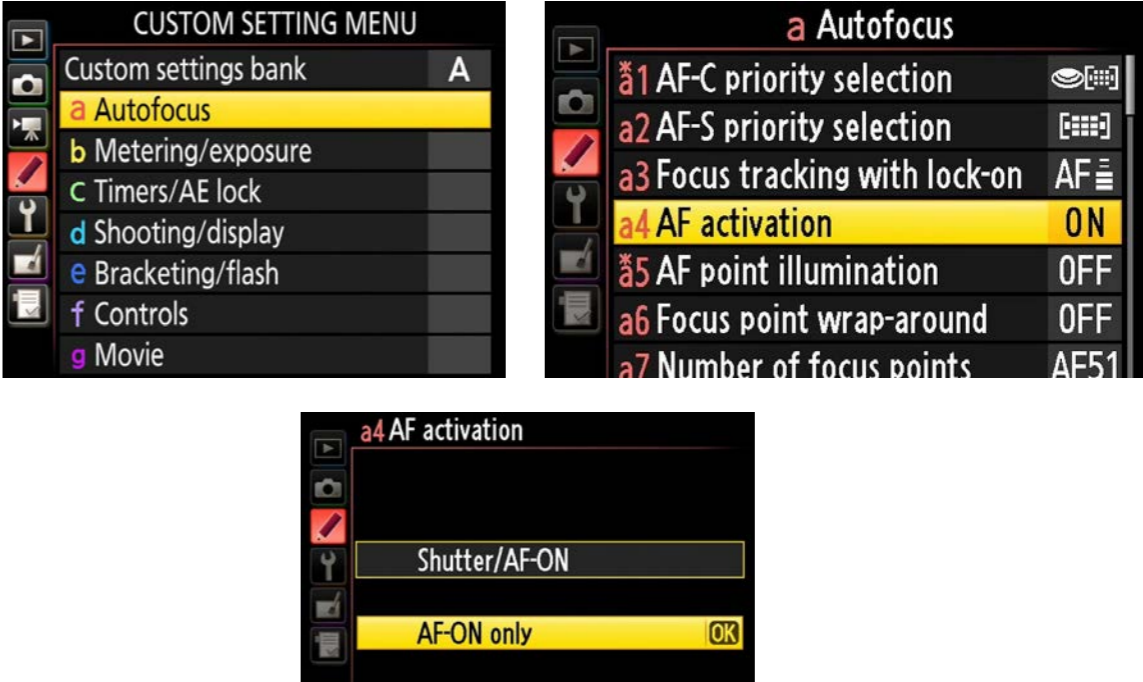 CUSTOM SETTING MENU
Custom settings bank A
a Autofocus
b Metering/exposure
c Timers/AE lock
d Shooting/display
e Bracketing/flash
f Controls
g Movie
a Autofocus
a1 AF-C priority selection
a2 AF-S priority selection
a3 Focus tracking with lock-on AF
a4 AF activation ON
a5 AF point illumination OFF
a6 Focus point wrap-around OFF
a7 Number of focus points AF51
a4 AF activation
Shutter/AF-ON
AF-ON only OK